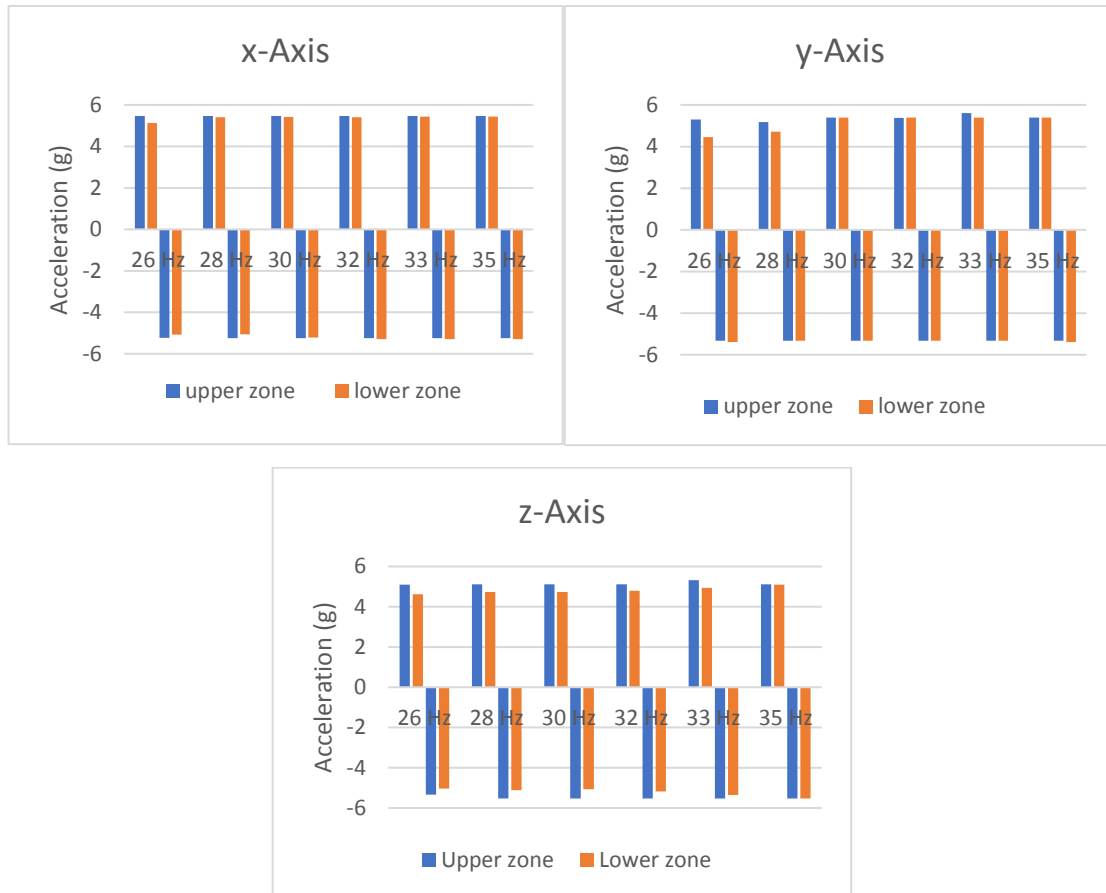 x-Axis
Acceleration (g)
6
4
2
0
-2
-4
-6
26 Hz 28 Hz 30 Hz 32 Hz 33 Hz 35 Hz
upper zone lower zone
y-Axis
Acceleration (g)
6
4
2
0
-2
-4
-6
26 Hz 28 Hz 30 Hz 32 Hz 33 Hz 35 Hz
upper zone lower zone
z-Axis
Acceleration (g)
6
4
2
0
-2
-4
-6
26 Hz 28 Hz 30 Hz 32 Hz 33 Hz 35 Hz
Upper zone Lower zone